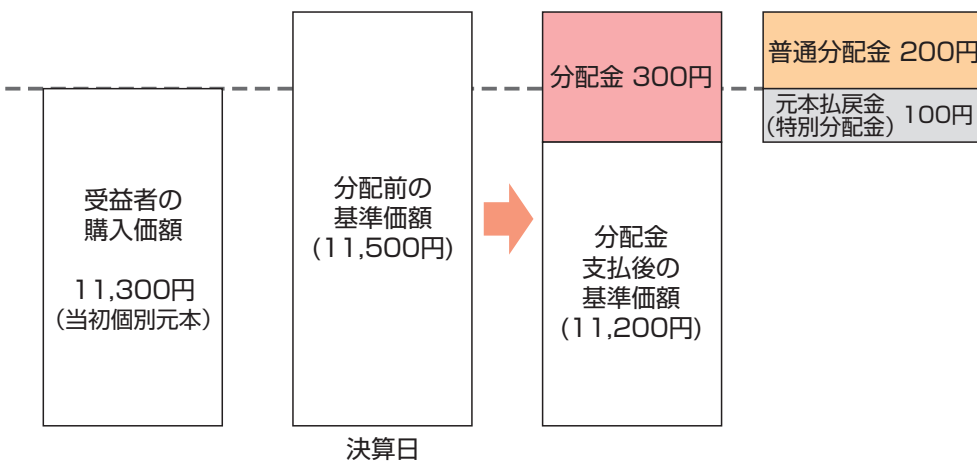 受益者の
購入価額
11,300円
(当初個別元本)
分配前の
基準価額
(11,500円)
決算日
分配金 300円
分配金
支払後の
基準価額
(11,200円)
普通分配金 200円
元本払戻金
(特別分配金) 100円